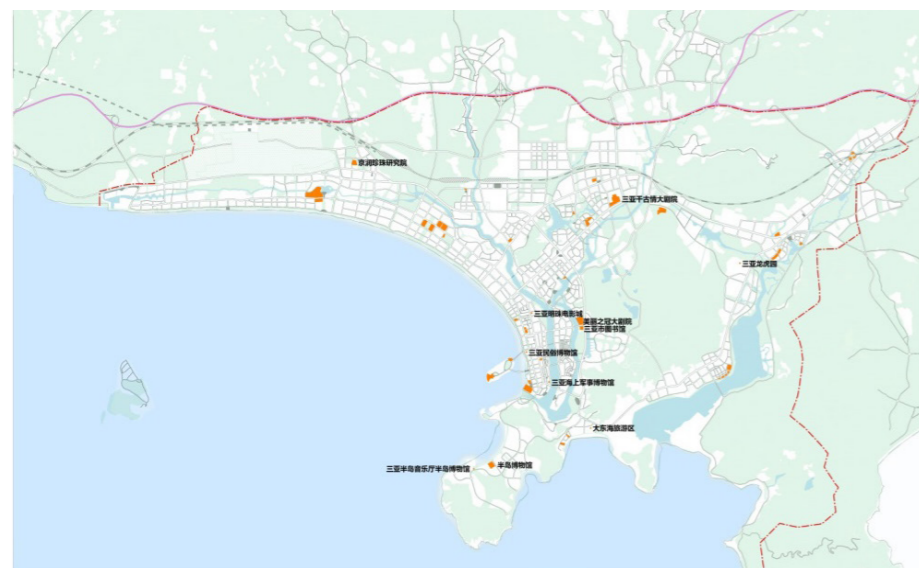 京润珍珠研究院
三亚千古情大剧院
三亚龙虎园
三亚明珠电影城
美丽之冠大剧院
三亚市图书馆
三亚民俗博物馆
三亚海上军事博物馆
大东海旅游区
三亚半岛音乐厅半岛博物馆
半岛博物馆